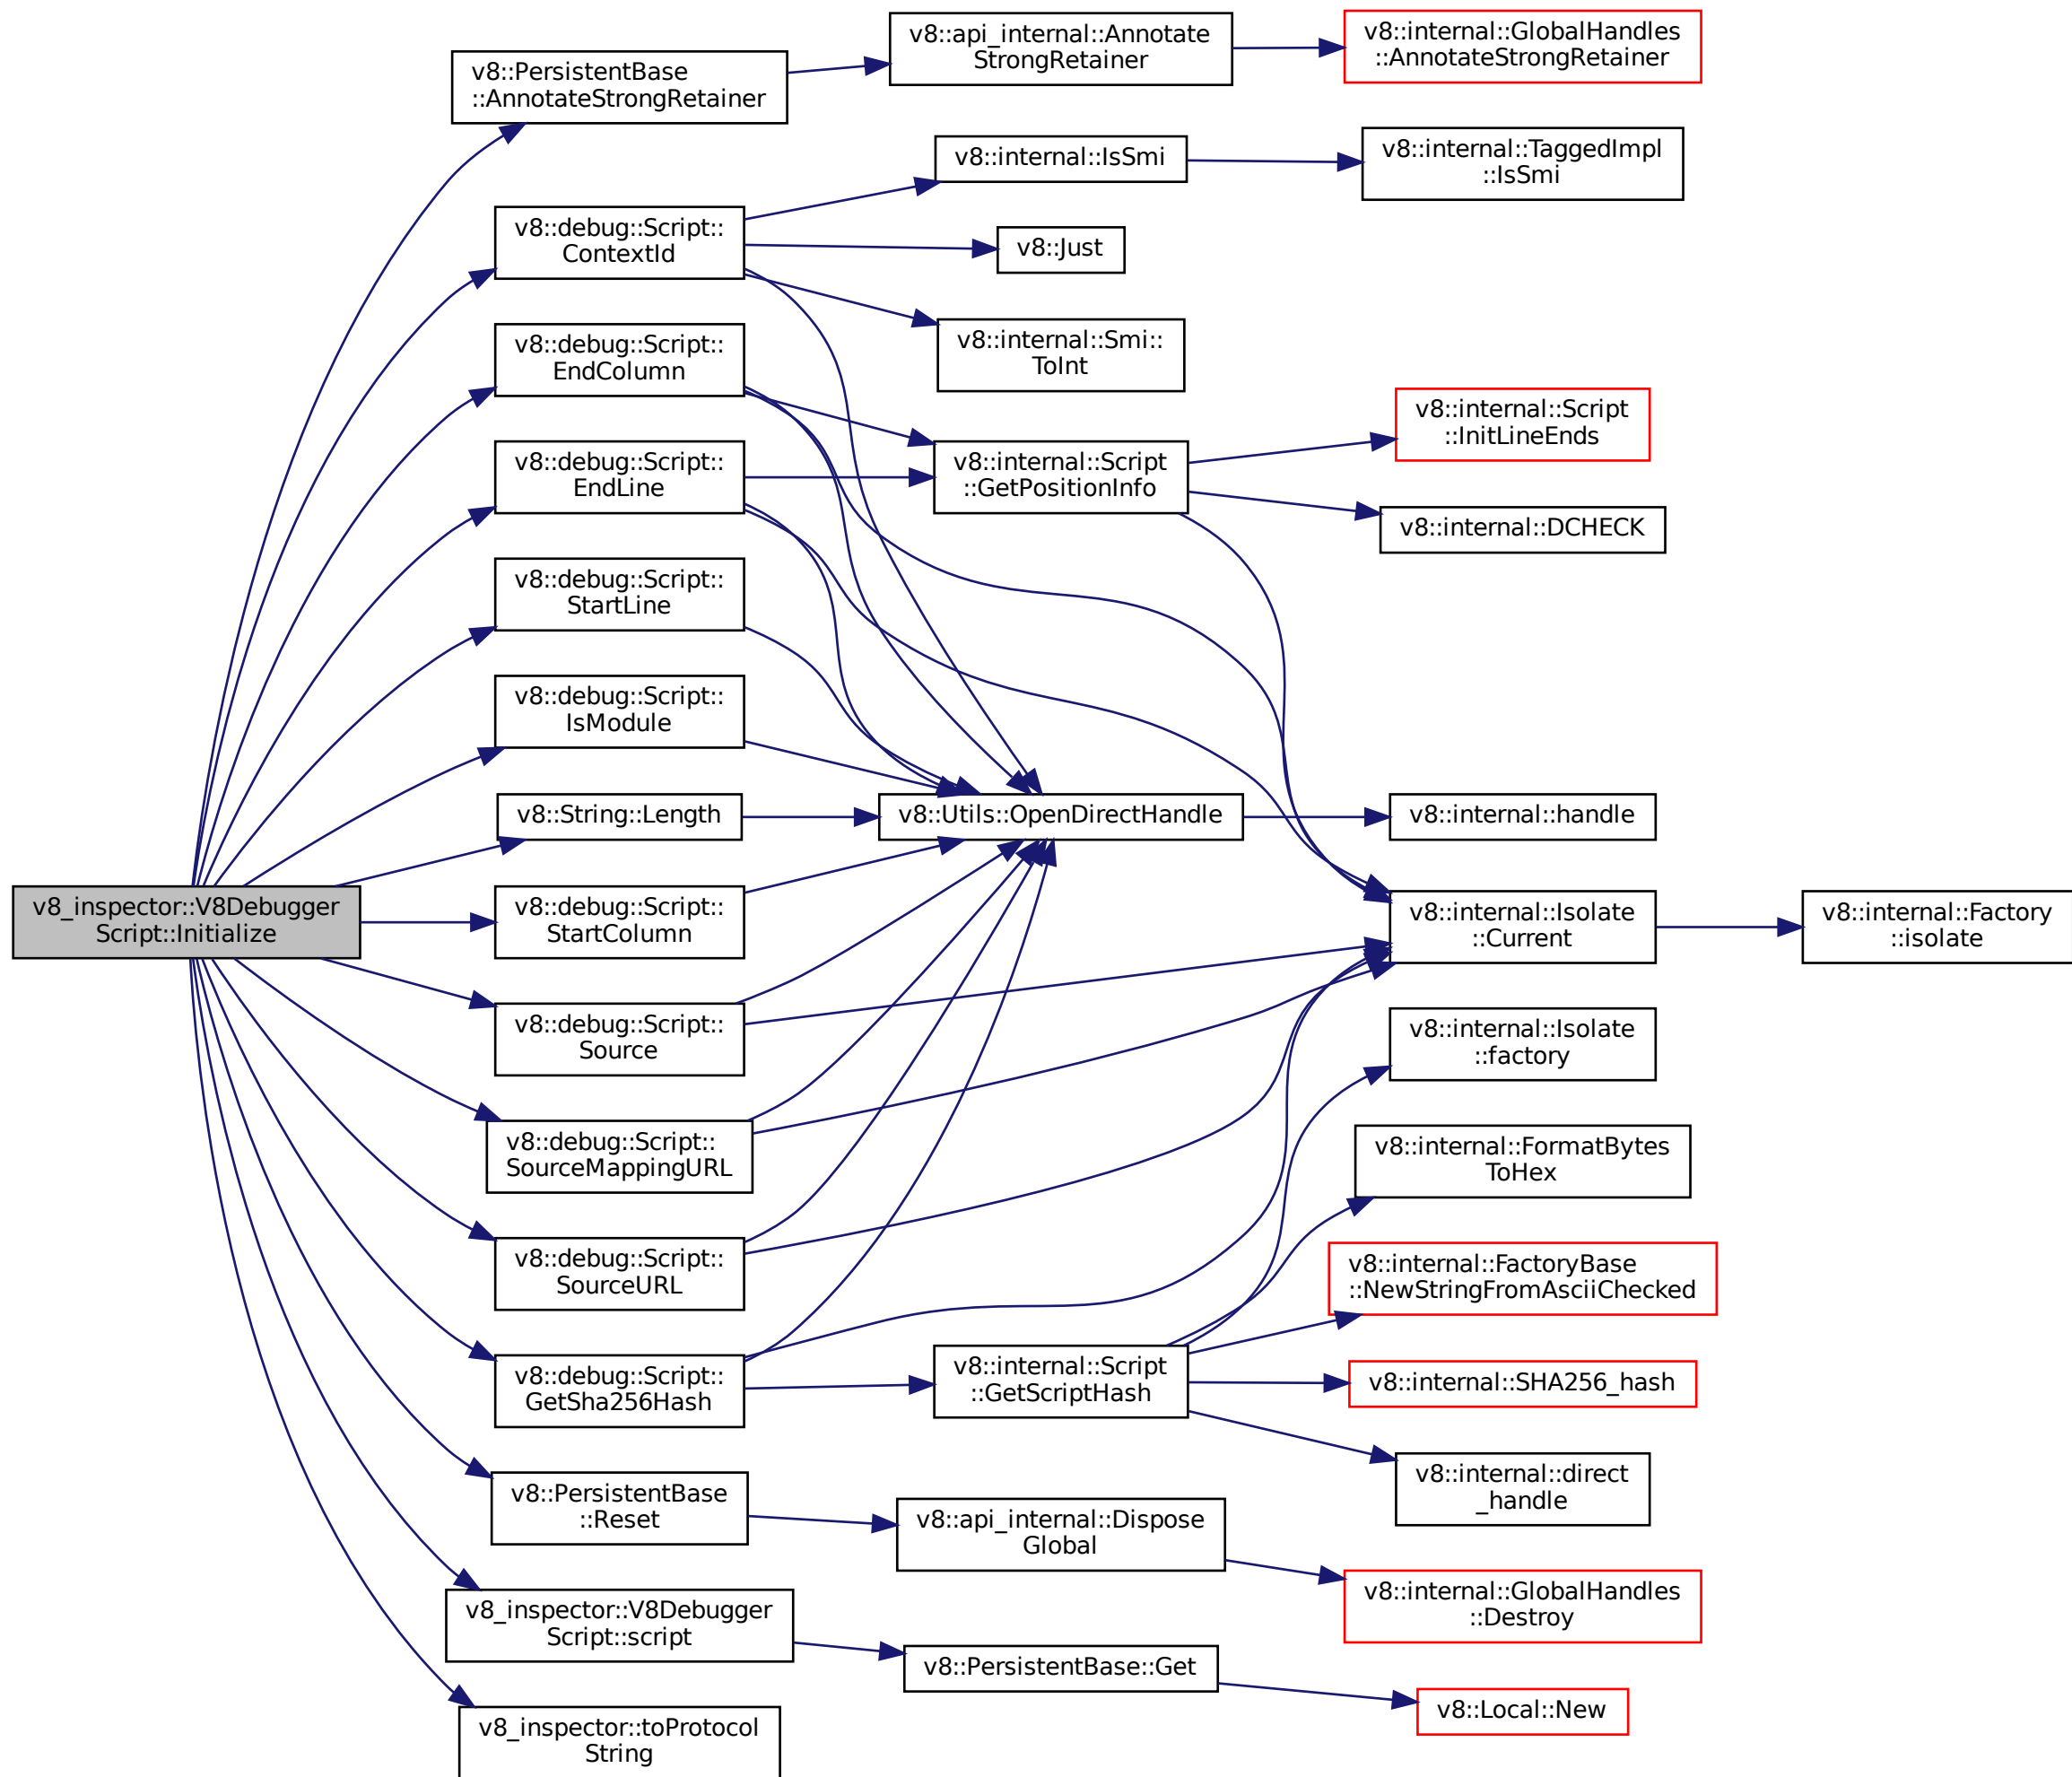 v8_inspector::V8Debugger
Script::Initialize
v8::PersistentBase
::AnnotateStrongRetainer
v8::debug::Script::
ContextId
v8::debug::Script::
EndColumn
v8::debug::Script::
EndLine
v8::debug::Script::
StartLine
v8::debug::Script::
IsModule
v8::String::Length
v8::debug::Script::
StartColumn
v8::debug::Script::
Source
v8::debug::Script::
SourceMappingURL
v8::debug::Script::
SourceURL
v8::debug::Script::
GetSha256Hash
v8::PersistentBase
::Reset
v8_inspector::V8Debugger
Script::script
v8_inspector::toProtocol
String
v8::api_internal::Annotate
StrongRetainer
v8::internal::IsSmi
v8::Just
v8::internal::Smi::
ToInt
v8::internal::Script
::GetPositionInfo
v8::Utils::OpenDirectHandle
v8::internal::Script
::GetScriptHash
v8::api_internal::Dispose
Global
v8::PersistentBase::Get
v8::internal::GlobalHandles
::AnnotateStrongRetainer
v8::internal::TaggedImpl
::IsSmi
v8::internal::Script
::InitLineEnds
v8::internal::DCHECK
v8::internal::handle
v8::internal::Isolate
::Current
v8::internal::Isolate
::factory
v8::internal::FormatBytes
ToHex
v8::internal::FactoryBase
::NewStringFromAsciiChecked
v8::internal::SHA256_hash
v8::internal::direct
_handle
v8::internal::GlobalHandles
::Destroy
v8::Local::New
v8::internal::Factory
::isolate